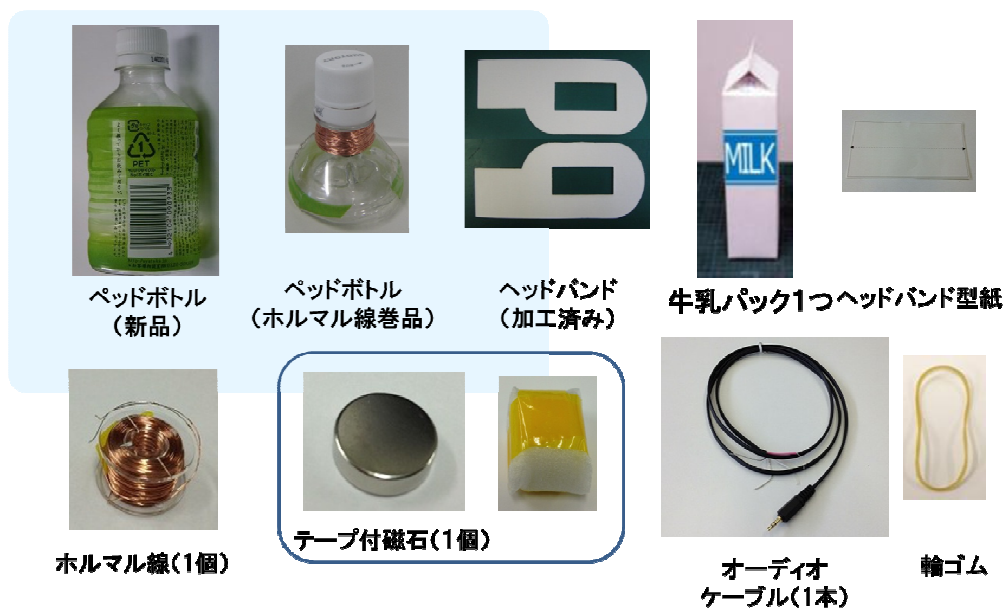 PET
MILK
ペッドボトル
(新品)
ペッドボトル
(ホルマル線巻品)
ヘッドバンド
(加工済み)
牛乳パック1つ
ヘッドバンド型紙
ホルマル線(1個)
テープ付磁石(1個)
オーディオ
ケーブル(1本)
輪ゴム